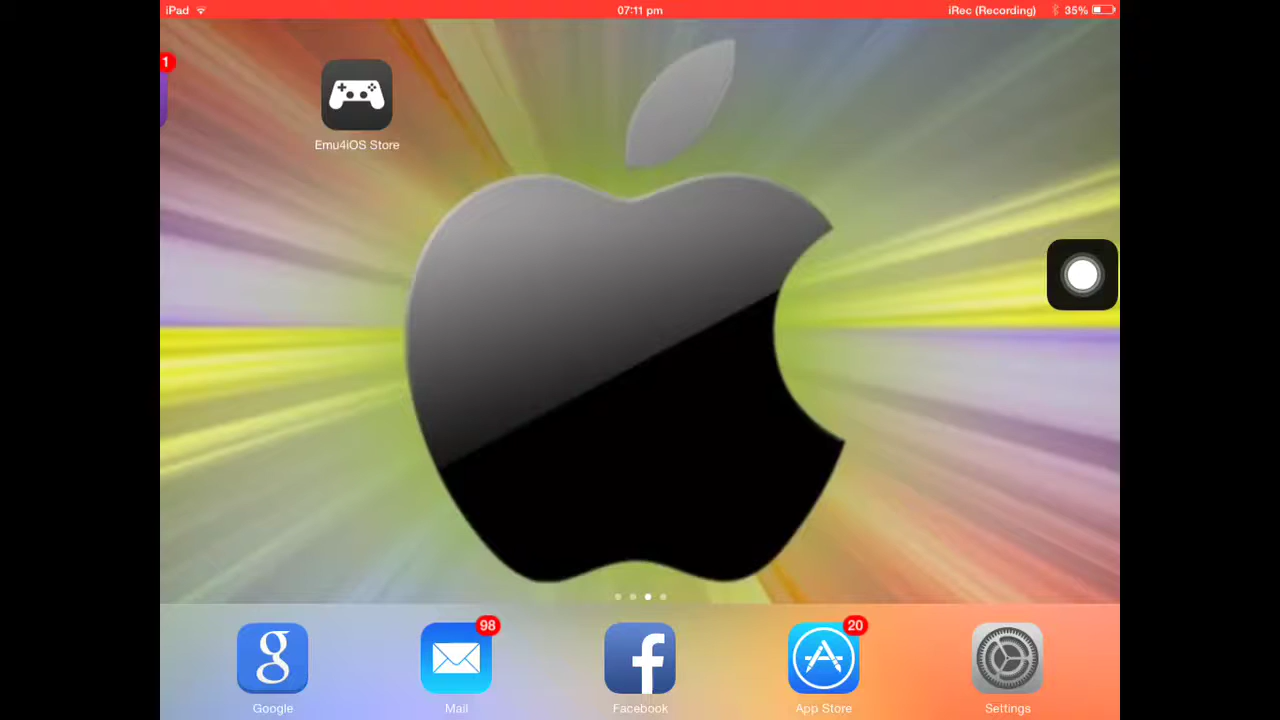 iPad 07:11 pm iRec (Recording) 35%
1
Emu4iOS Store
98 20
g f
Google Mail Facebook App Store Settings